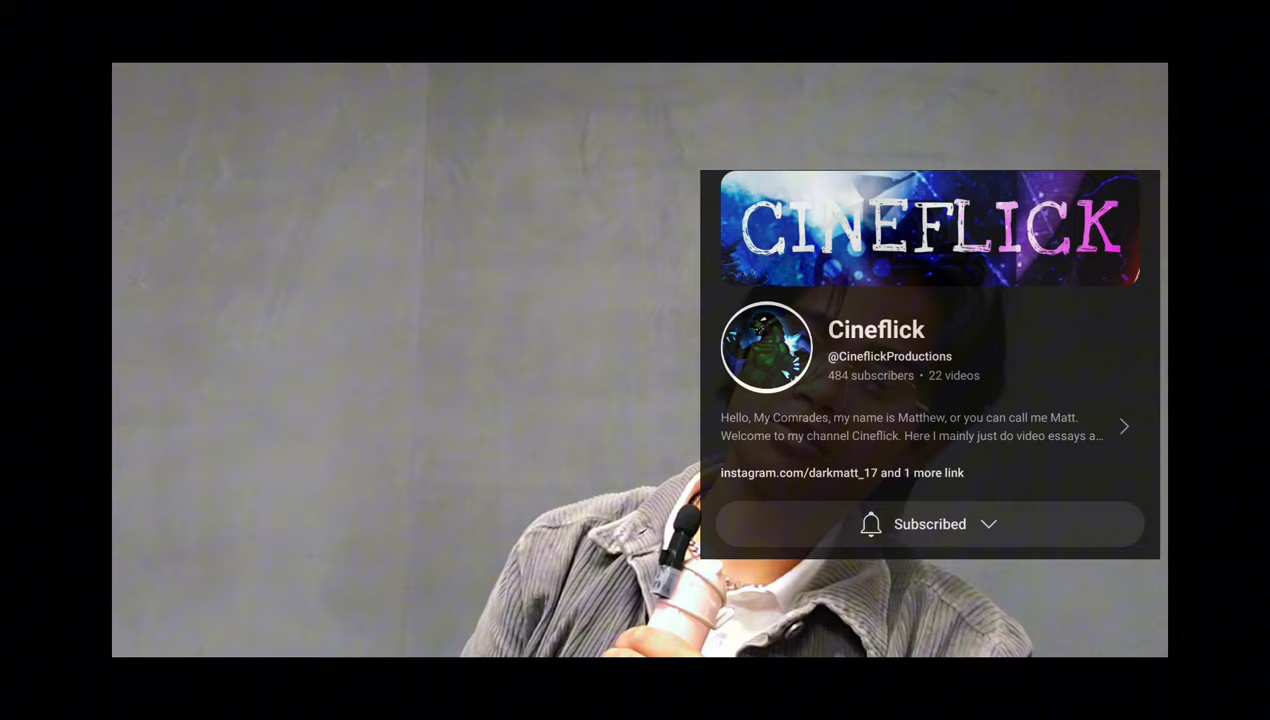 CINEFLICK
Cineflick
@CineflickProductions
484 subscribers • 22 videos
Hello, My Comrades, my name is Matthew, or you can call me Matt.
Welcome to my channel Cineflick. Here I mainly just do video essays a...
instagram.com/darkmatt_17 and 1 more link
Subscribed